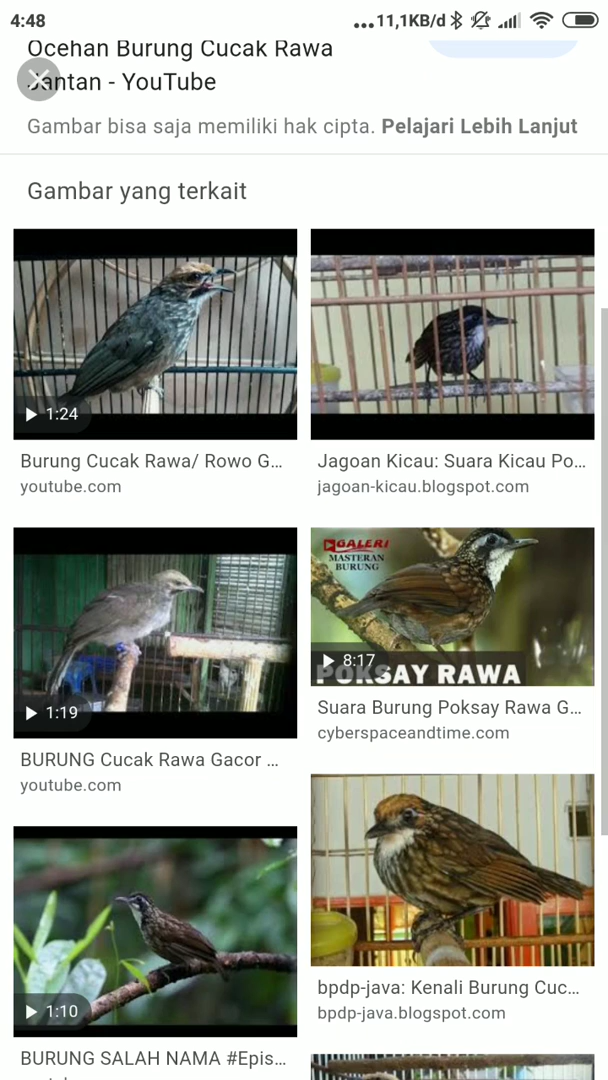 4:48
...11,1KB/d
Ocehan Burung Cucak Rawa
Jantan - YouTube
Gambar bisa saja memiliki hak cipta. Pelajari Lebih Lanjut
Gambar yang terkait
1:24
Burung Cucak Rawa/ Rowo G...
youtube.com
Jagoan Kicau: Suara Kicau Po...
jagoan-kicau.blogspot.com
1:19
BURUNG Cucak Rawa Gacor ...
youtube.com
GALERI
MASTERAN
BURUNG
8:17
POKSAY RAWA
Suara Burung Poksay Rawa G...
cyberspaceandtime.com
1:10
BURUNG SALAH NAMA #Epis...
bpdp-java: Kenali Burung Cuc...
bpdp-java.blogspot.com